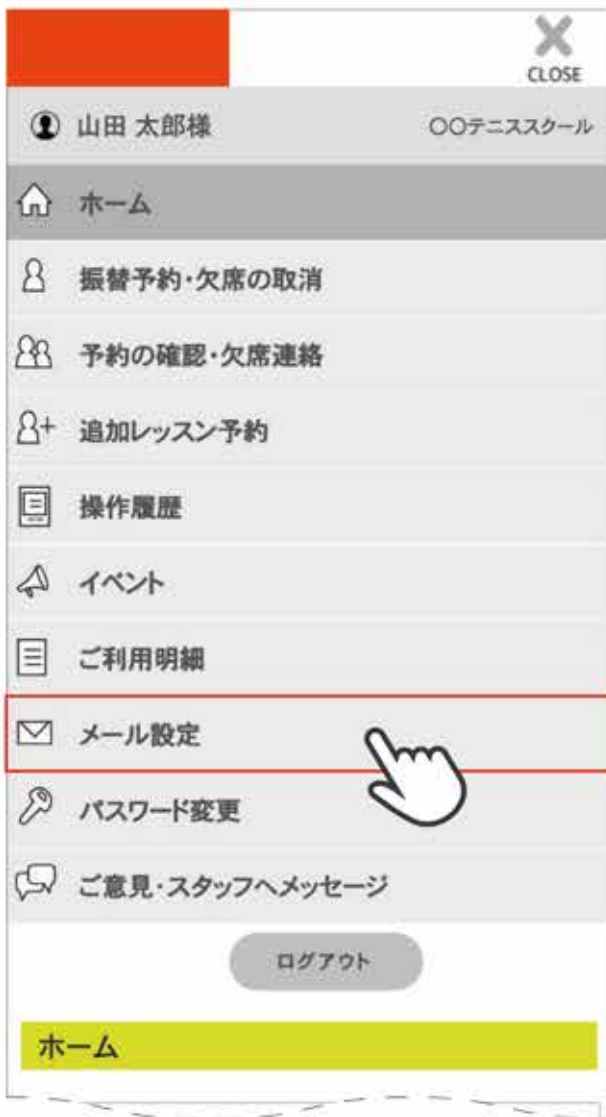 CLOSE
山田 太郎様 〇〇テニススクール
ホーム
振替予約・欠席の取消
予約の確認・欠席連絡
追加レッスン予約
操作履歴
イベント
ご利用明細
メール設定
パスワード変更
ご意見・スタッフへメッセージ
ログアウト
ホーム